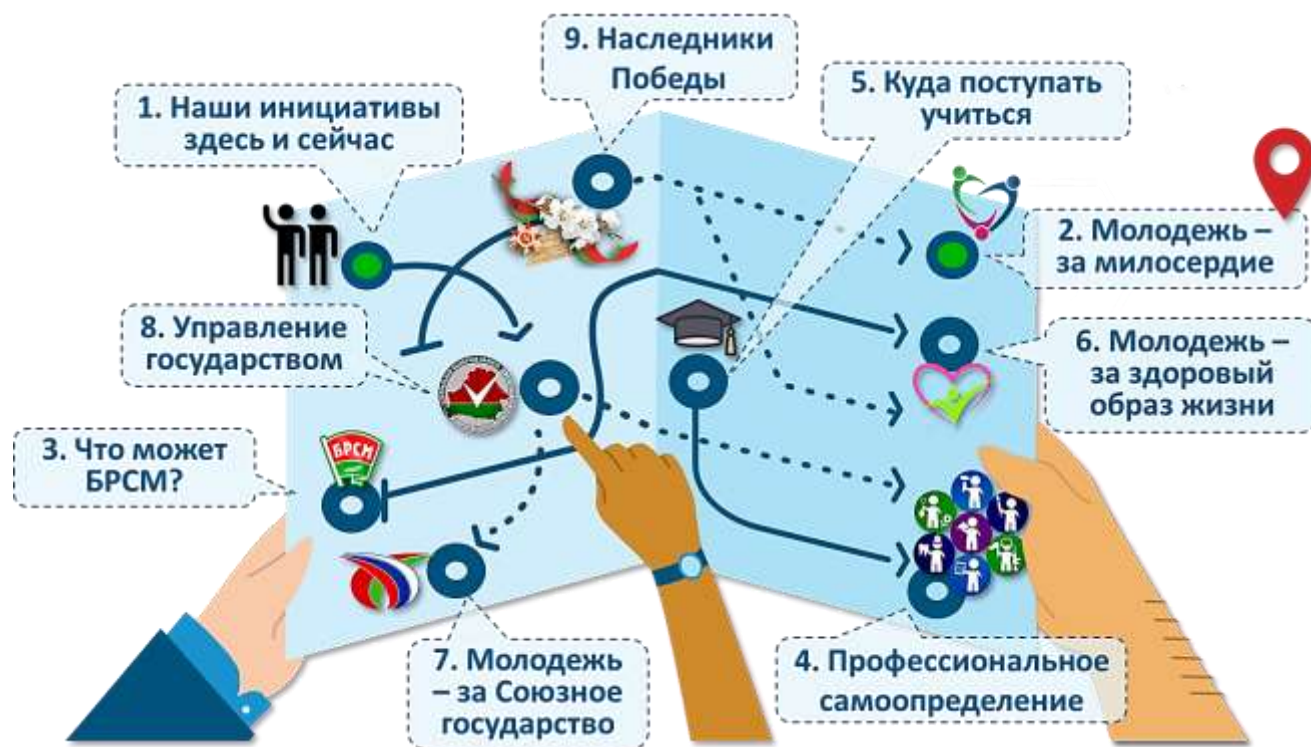 9. Наследники
Победы
5. Куда поступать
учиться
1. Наши инициативы
здесь и сейчас
2. Молодежь –
за милосердие
8. Управление
государством
6. Молодежь –
за здоровый
образ жизни
3. Что может
БРСМ?
БРСМ
7. Молодежь
– за Союзное
государство
4. Профессиональное
самоопределение